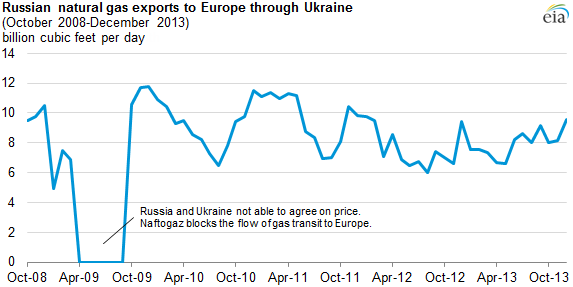 Russian natural gas exports to Europe through Ukraine
(October 2008-December 2013)
billion cubic feet per day
eia
14
12
10
8
6
4
2
0
Russia and Ukraine not able to agree on price.
Naftogaz blocks the flow of gas transit to Europe.
Oct-08 Apr-09 Oct-09 Apr-10 Oct-10 Apr-11 Oct-11 Apr-12 Oct-12 Apr-13 Oct-13